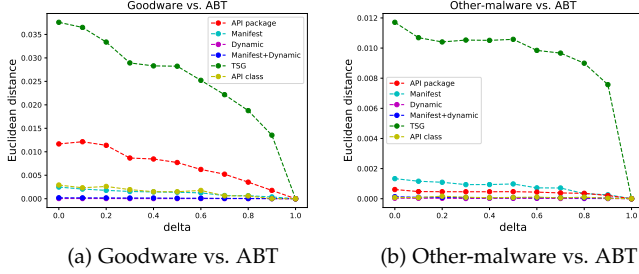 Goodware vs. ABT
Euclidean distance
0.035
0.030
0.025
0.020
0.015
0.010
0.005
0.000
API package
Manifest
Dynamic
Manifest+Dynamic
TSG
API class
0.0 0.2 0.4 0.6 0.8 1.0
delta
(a) Goodware vs. ABT
Other-malware vs. ABT
Euclidean distance
0.012
0.010
0.008
0.006
0.004
0.002
0.000
API package
Manifest
Dynamic
Manifest+dynamic
TSG
API class
0.0 0.2 0.4 0.6 0.8 1.0
delta
(b) Other-malware vs. ABT